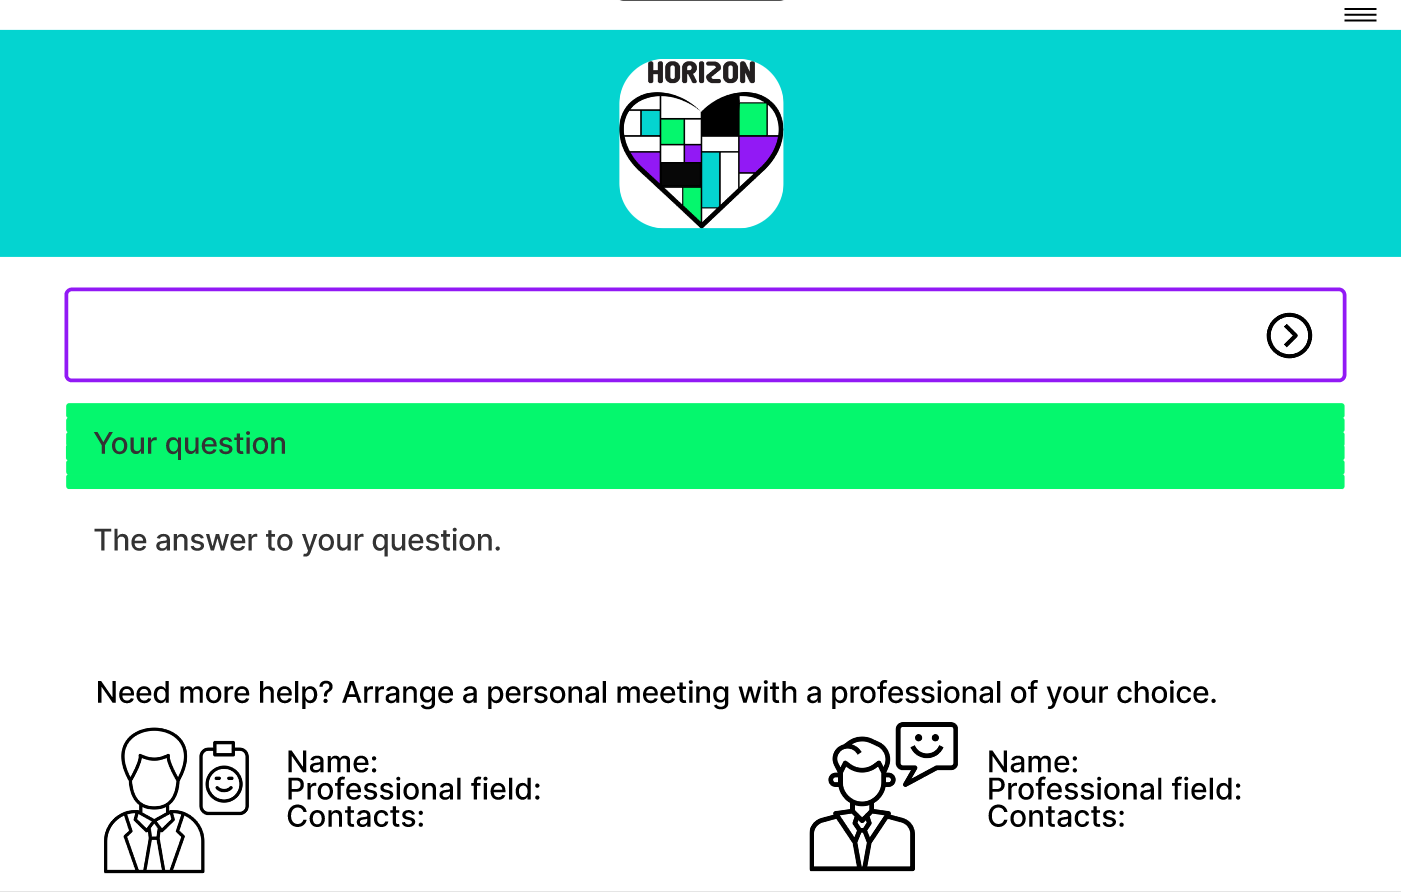 HORIZON
Your question
The answer to your question.
Need more help? Arrange a personal meeting with a professional of your choice.
Name:
Professional field:
Contacts:
Name:
Professional field:
Contacts: